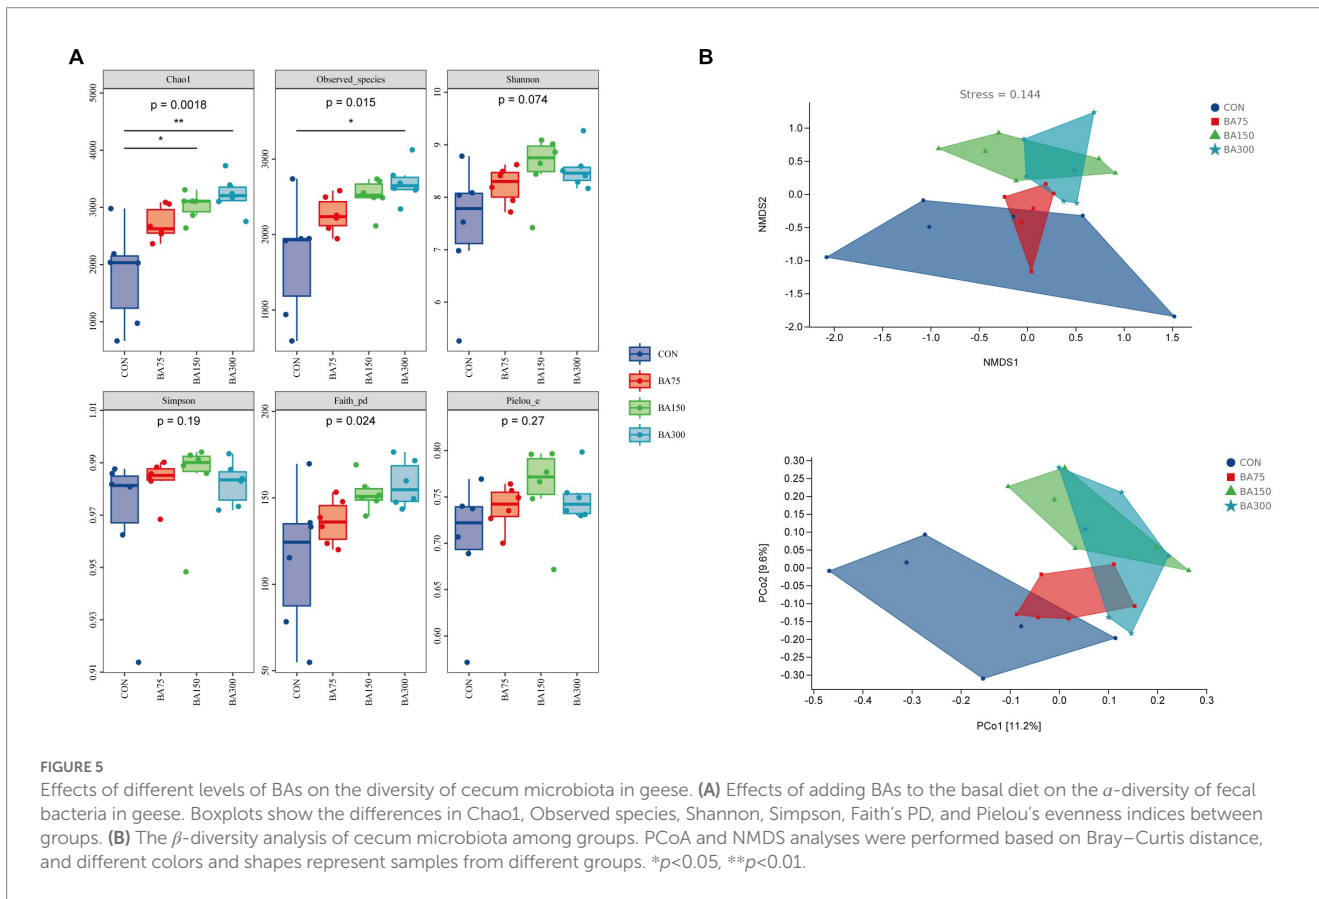 A
B
Chao1
p = 0.0018
**
*
5000
4000
3000
2000
1000
CON
BA75
BA150
BA300
Observed_species
p = 0.015
*
3000
2000
1000
CON
BA75
BA150
BA300
Shannon
p = 0.074
10
9
8
7
6
CON
BA75
BA150
BA300
Simpson
p = 0.19
1.01
0.99
0.97
0.95
0.93
0.91
CON
BA75
BA150
BA300
Faith_pd
p = 0.024
200
150
100
50
CON
BA75
BA150
BA300
Pielou_e
p = 0.27
0.80
0.75
0.70
0.65
0.60
CON
BA75
BA150
BA300
CON
BA75
BA150
BA300
Stress = 0.144
CON
BA75
BA150
BA300
NMDS2
1.0
0.5
0.0
-0.5
-1.0
-1.5
-2.0
-2.0
-1.5
-1.0
-0.5
0.0
0.5
1.0
1.5
NMDS1
CON
BA75
BA150
BA300
PCo2 [9.6%]
0.30
0.25
0.20
0.15
0.10
0.05
0.00
-0.05
-0.10
-0.15
-0.20
-0.25
-0.30
-0.5
-0.4
-0.3
-0.2
-0.1
0.0
0.1
0.2
0.3
PCo1 [11.2%]
FIGURE 5
Effects of different levels of BAs on the diversity of cecum microbiota in geese. (A) Effects of adding BAs to the basal diet on the α-diversity of fecal
bacteria in geese. Boxplots show the differences in Chao1, Observed species, Shannon, Simpson, Faith's PD, and Pielou's evenness indices between
groups. (B) The β-diversity analysis of cecum microbiota among groups. PCoA and NMDS analyses were performed based on Bray–Curtis distance,
and different colors and shapes represent samples from different groups. *p<0.05, **p<0.01.